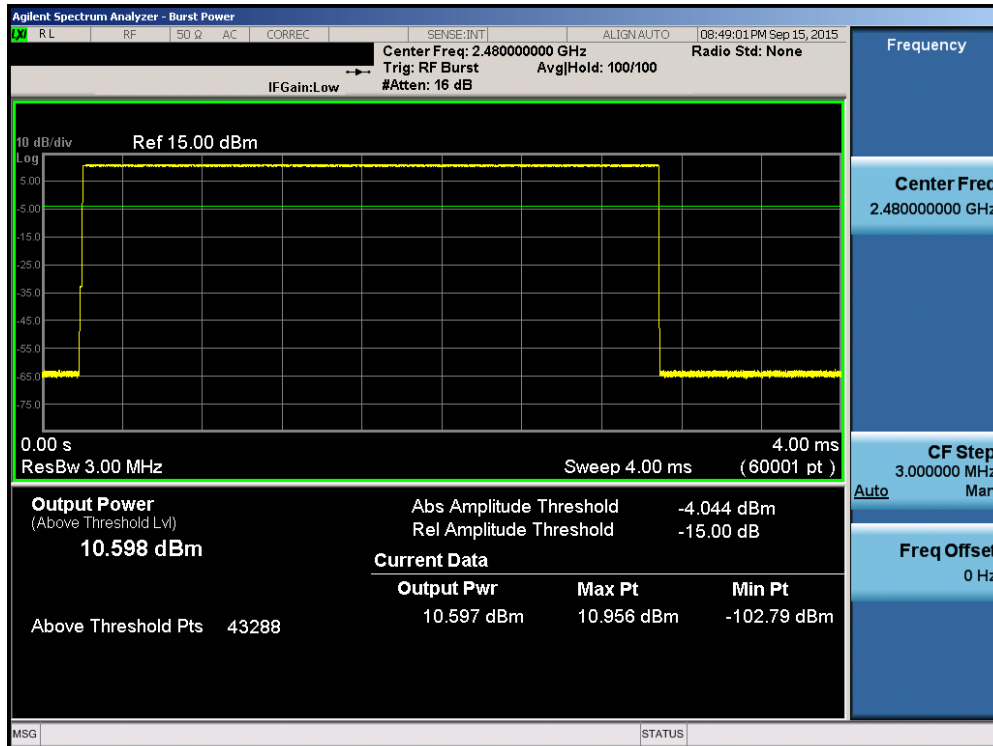 Agilent Spectrum Analyzer - Burst Power
LXI RL RF 50 Ω AC CORREC SENSE:INT ALIGN AUTO 08:49:01 PM Sep 15, 2015
Center Freq: 2.480000000 GHz Radio Std: None
Trig: RF Burst Avg|Hold: 100/100
IFGain:Low #Atten: 16 dB
Frequency
10 dB/div Ref 15.00 dBm
Log
5.00
-5.00
-15.0
-25.0
-35.0
-45.0
-55.0
-65.0
-75.0
0.00 s 4.00 ms
ResBw 3.00 MHz Sweep 4.00 ms (60001 pt )
Center Freq
2.480000000 GHz
CF Step
3.000000 MHz
Auto Man
Freq Offset
0 Hz
Output Power
(Above Threshold Lvl)
10.598 dBm
Above Threshold Pts 43288
Abs Amplitude Threshold -4.044 dBm
Rel Amplitude Threshold -15.00 dB
Current Data
Output Pwr Max Pt Min Pt
10.597 dBm 10.956 dBm -102.79 dBm
MSG STATUS